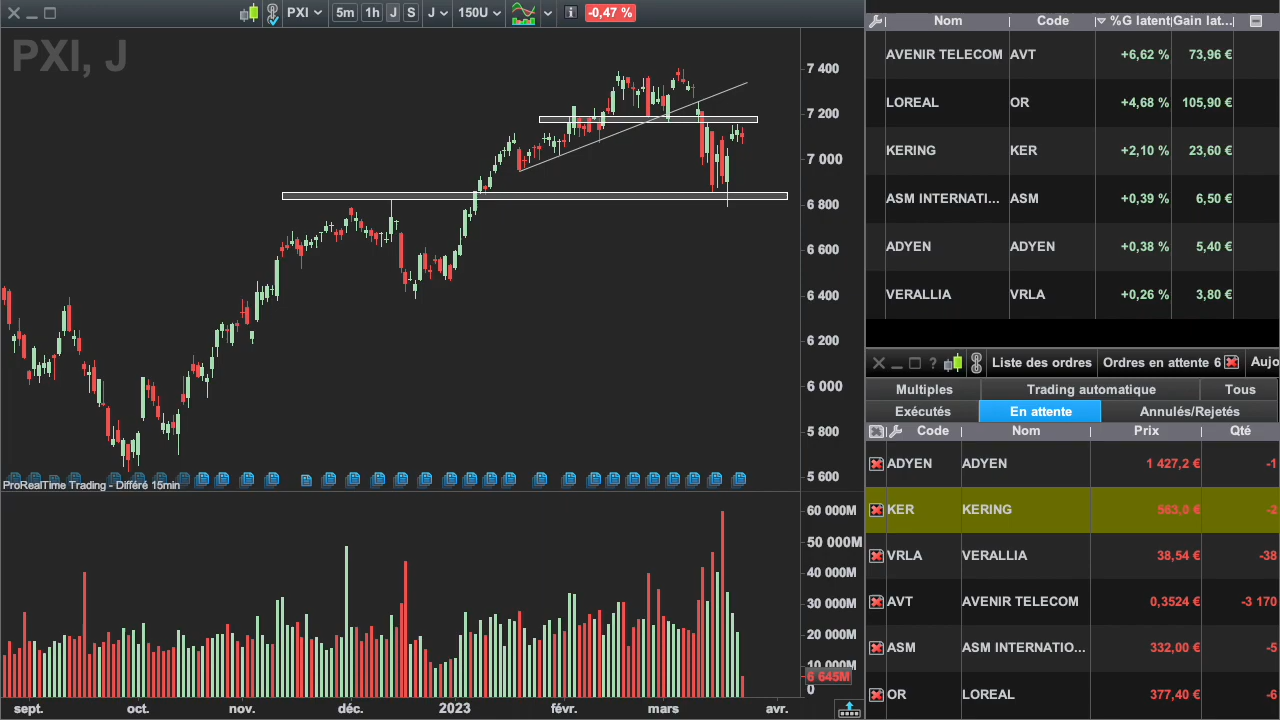 PXI 5m 1h J S J 150U i -0,47 %
PXI, J
7 400
7 200
7 000
6 800
6 600
6 400
6 200
6 000
5 800
5 600
ProRealTime Trading - Différé 15min
60 000M
50 000M
40 000M
30 000M
20 000M
10 000M
6 645M
0
sept. oct. nov. déc. 2023 févr. mars avr.
Nom Code %G latent Gain lat...
AVENIR TELECOM AVT +6,62 % 73,96 €
LOREAL OR +4,68 % 105,90 €
KERING KER +2,10 % 23,60 €
ASM INTERNATI... ASM +0,39 % 6,50 €
ADYEN ADYEN +0,38 % 5,40 €
VERALLIA VRLA +0,26 % 3,80 €
? Liste des ordres Ordres en attente 6 Aujo
Multiples Trading automatique Tous
Exécutés En attente Annulés/Rejetés
Code Nom Prix Qté
ADYEN ADYEN 1 427,2 € -1
KER KERING 563,0 € -2
VRLA VERALLIA 38,54 € -38
AVT AVENIR TELECOM 0,3524 € -3 170
ASM ASM INTERNATIO... 332,00 € -5
OR LOREAL 377,40 € -6